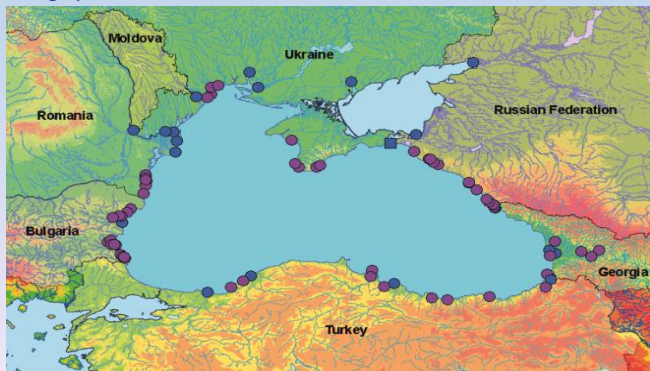 Moldova
Ukraine
Romania
Russian Federation
Bulgaria
Georgia
Turkey